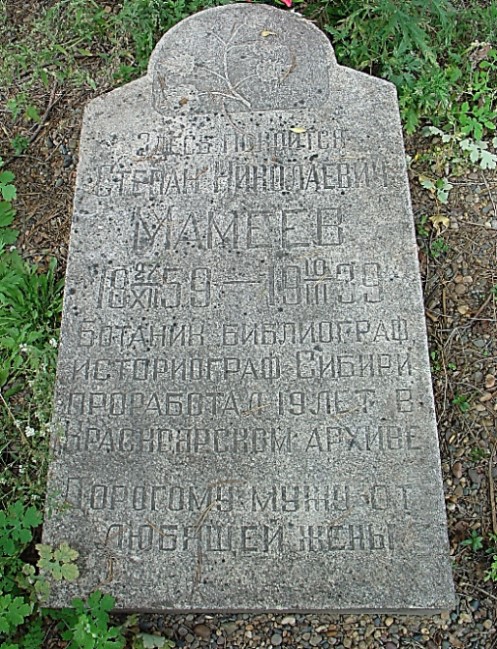 Здесь покоится
Степан Николаевич
Мамеев
18 27/XII 59 — 19 10/III 39
Ботаник библиограф
историограф Сибири
проработал 19 лет в
Красноярском архиве
Дорогому мужу от
любящей жены